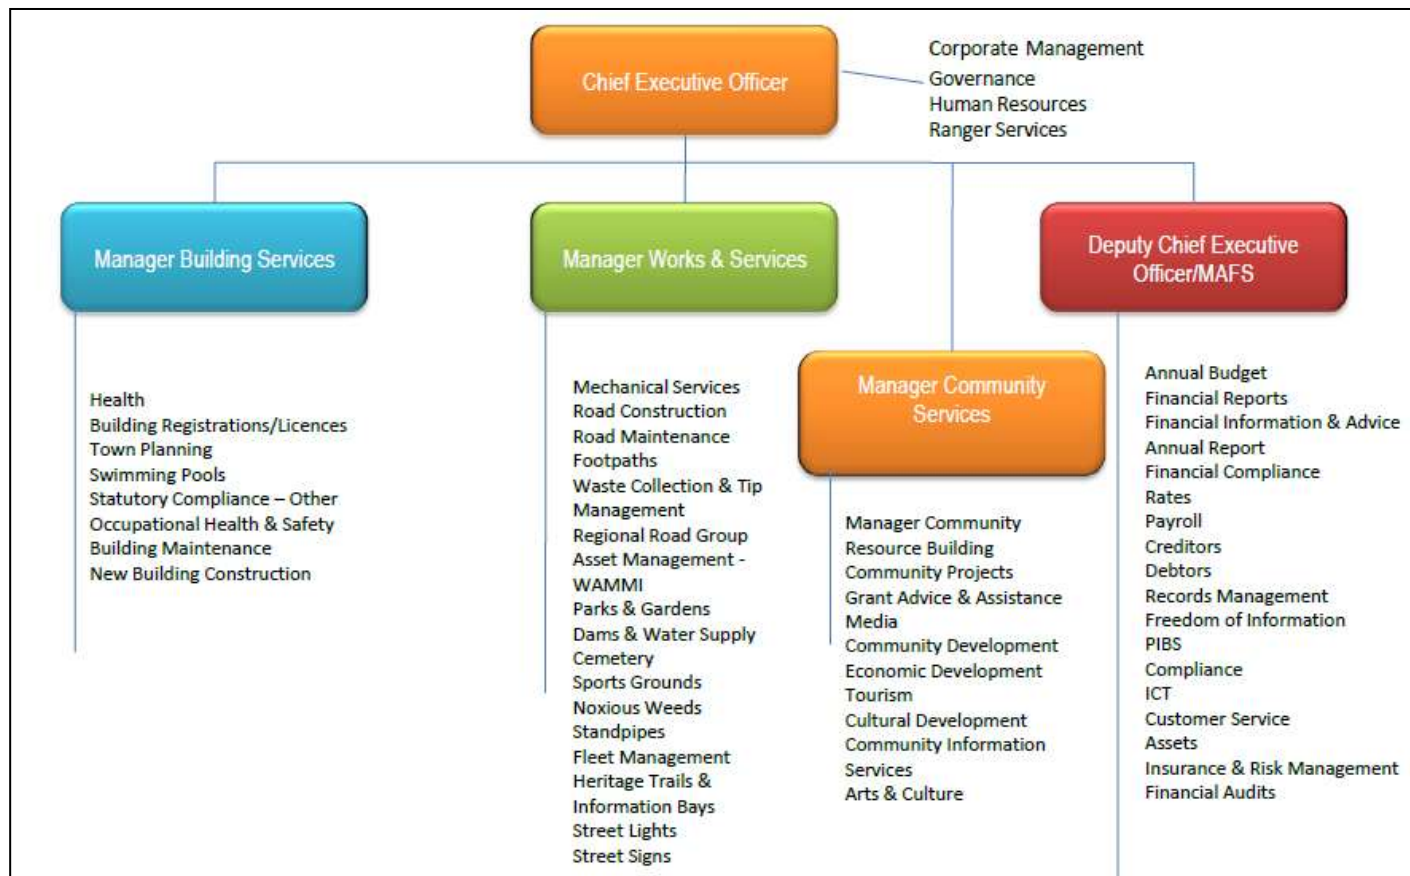 Chief Executive Officer
Corporate Management
Governance
Human Resources
Ranger Services
Manager Building Services
Health
Building Registrations/Licences
Town Planning
Swimming Pools
Statutory Compliance – Other
Occupational Health & Safety
Building Maintenance
New Building Construction
Manager Works & Services
Mechanical Services
Road Construction
Road Maintenance
Footpaths
Waste Collection & Tip
Management
Regional Road Group
Asset Management -
WAMMI
Parks & Gardens
Dams & Water Supply
Cemetery
Sports Grounds
Noxious Weeds
Standpipes
Fleet Management
Heritage Trails &
Information Bays
Street Lights
Street Signs
Manager Community
Services
Manager Community
Resource Building
Community Projects
Grant Advice & Assistance
Media
Community Development
Economic Development
Tourism
Cultural Development
Community Information
Services
Arts & Culture
Deputy Chief Executive
Officer/MAFS
Annual Budget
Financial Reports
Financial Information & Advice
Annual Report
Financial Compliance
Rates
Payroll
Creditors
Debtors
Records Management
Freedom of Information
PIBS
Compliance
ICT
Customer Service
Assets
Insurance & Risk Management
Financial Audits